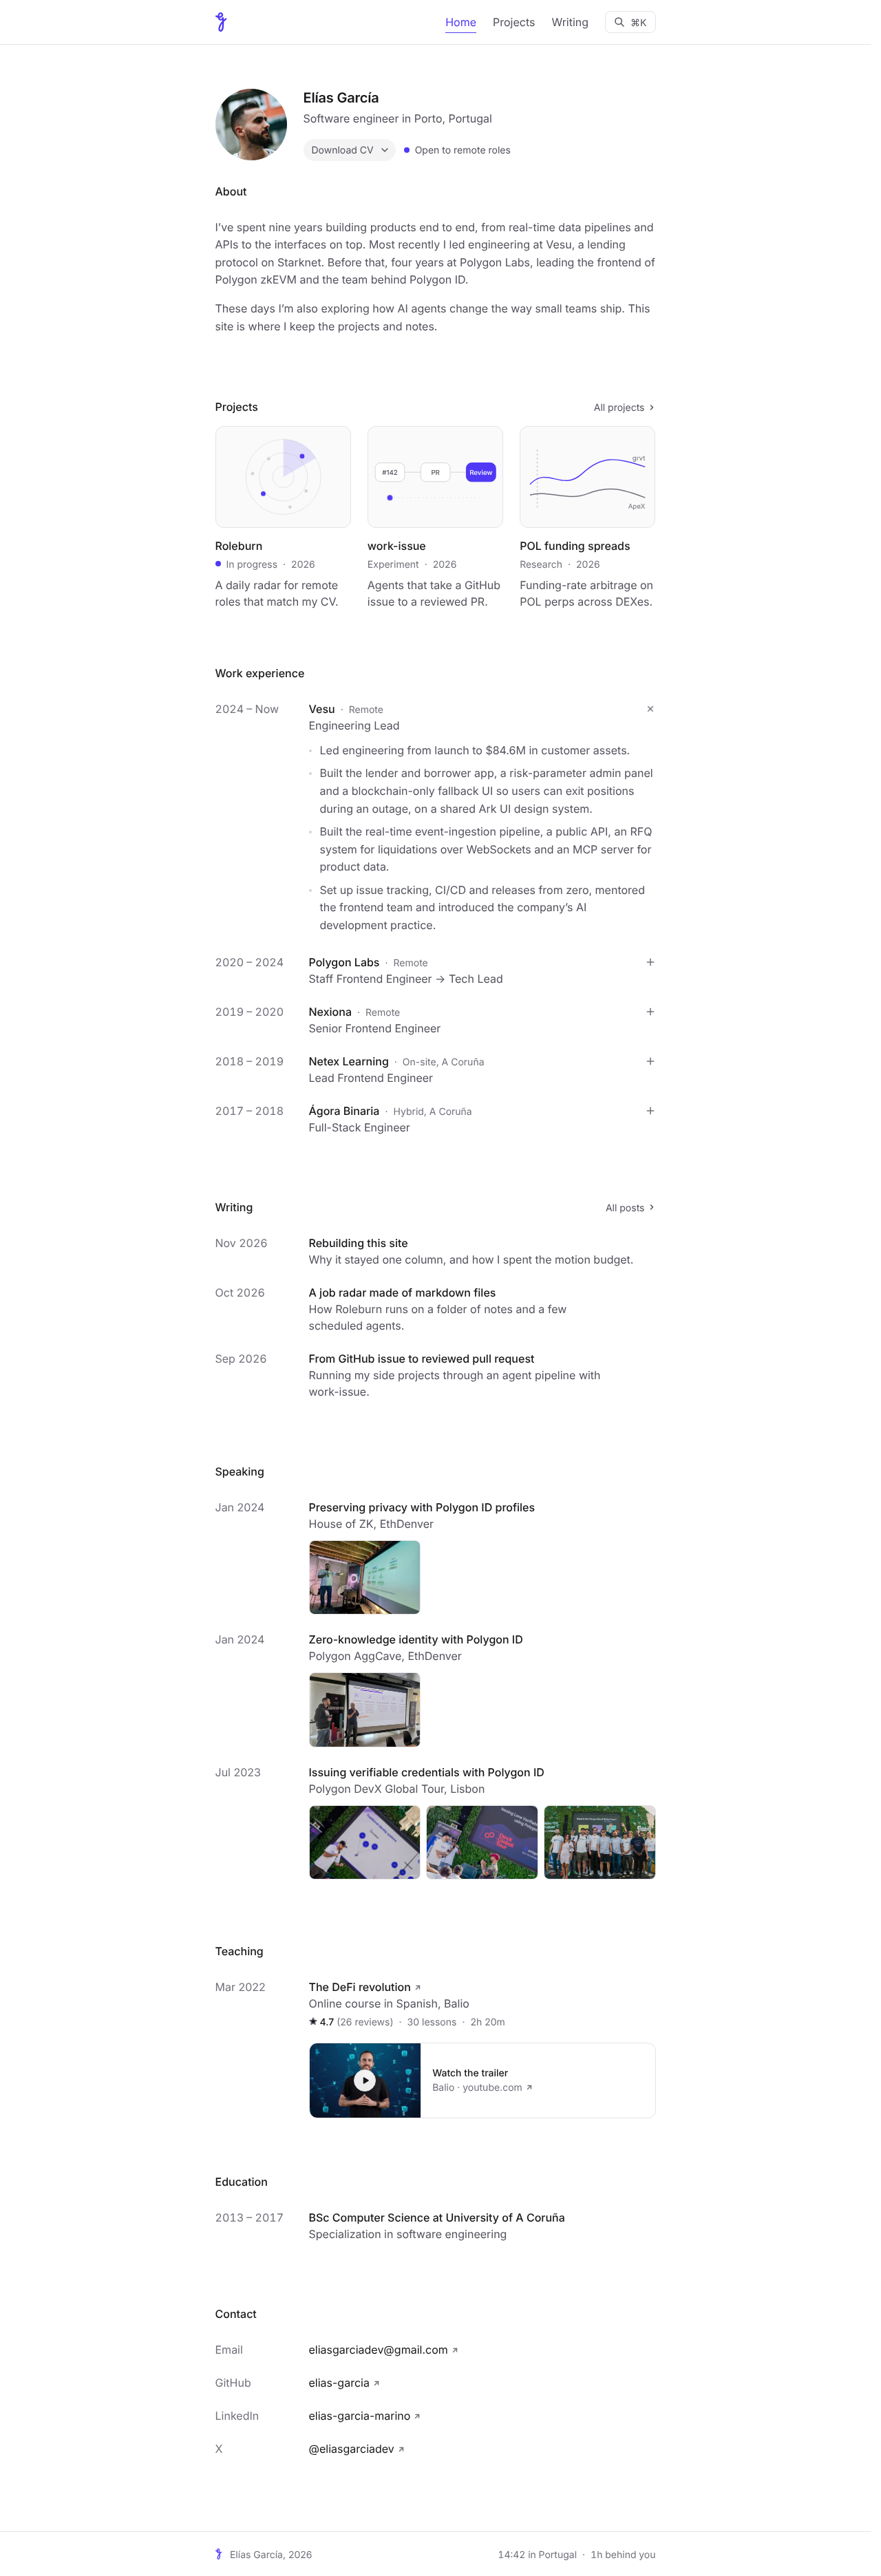 Home Projects Writing ⌘K
Elías García
Software engineer in Porto, Portugal
Download CV
Open to remote roles
About
I’ve spent nine years building products end to end, from real-time data pipelines and
APIs to the interfaces on top. Most recently I led engineering at Vesu, a lending
protocol on Starknet. Before that, four years at Polygon Labs, leading the frontend of
Polygon zkEVM and the team behind Polygon ID.
These days I’m also exploring how AI agents change the way small teams ship. This
site is where I keep the projects and notes.
Projects
All projects
#142
PR
Review
grvt
ApeX
Roleburn
In progress · 2026
A daily radar for remote
roles that match my CV.
work-issue
Experiment · 2026
Agents that take a GitHub
issue to a reviewed PR.
POL funding spreads
Research · 2026
Funding-rate arbitrage on
POL perps across DEXes.
Work experience
2024 – Now
Vesu · Remote
Engineering Lead
Led engineering from launch to $84.6M in customer assets.
Built the lender and borrower app, a risk-parameter admin panel
and a blockchain-only fallback UI so users can exit positions
during an outage, on a shared Ark UI design system.
Built the real-time event-ingestion pipeline, a public API, an RFQ
system for liquidations over WebSockets and an MCP server for
product data.
Set up issue tracking, CI/CD and releases from zero, mentored
the frontend team and introduced the company’s AI
development practice.
2020 – 2024
Polygon Labs · Remote
Staff Frontend Engineer → Tech Lead
2019 – 2020
Nexiona · Remote
Senior Frontend Engineer
2018 – 2019
Netex Learning · On-site, A Coruña
Lead Frontend Engineer
2017 – 2018
Ágora Binaria · Hybrid, A Coruña
Full-Stack Engineer
Writing
All posts
Nov 2026
Rebuilding this site
Why it stayed one column, and how I spent the motion budget.
Oct 2026
A job radar made of markdown files
How Roleburn runs on a folder of notes and a few
scheduled agents.
Sep 2026
From GitHub issue to reviewed pull request
Running my side projects through an agent pipeline with
work-issue.
Speaking
Jan 2024
Preserving privacy with Polygon ID profiles
House of ZK, EthDenver
Jan 2024
Zero-knowledge identity with Polygon ID
Polygon AggCave, EthDenver
Jul 2023
Issuing verifiable credentials with Polygon ID
Polygon DevX Global Tour, Lisbon
Teaching
Mar 2022
The DeFi revolution ↗
Online course in Spanish, Balio
★ 4.7 (26 reviews) · 30 lessons · 2h 20m
Watch the trailer
Balio · youtube.com ↗
Education
2013 – 2017
BSc Computer Science at University of A Coruña
Specialization in software engineering
Contact
Email
eliasgarciadev@gmail.com ↗
GitHub
elias-garcia ↗
LinkedIn
elias-garcia-marino ↗
X
@eliasgarciadev ↗
Elías García, 2026
14:42 in Portugal · 1h behind you